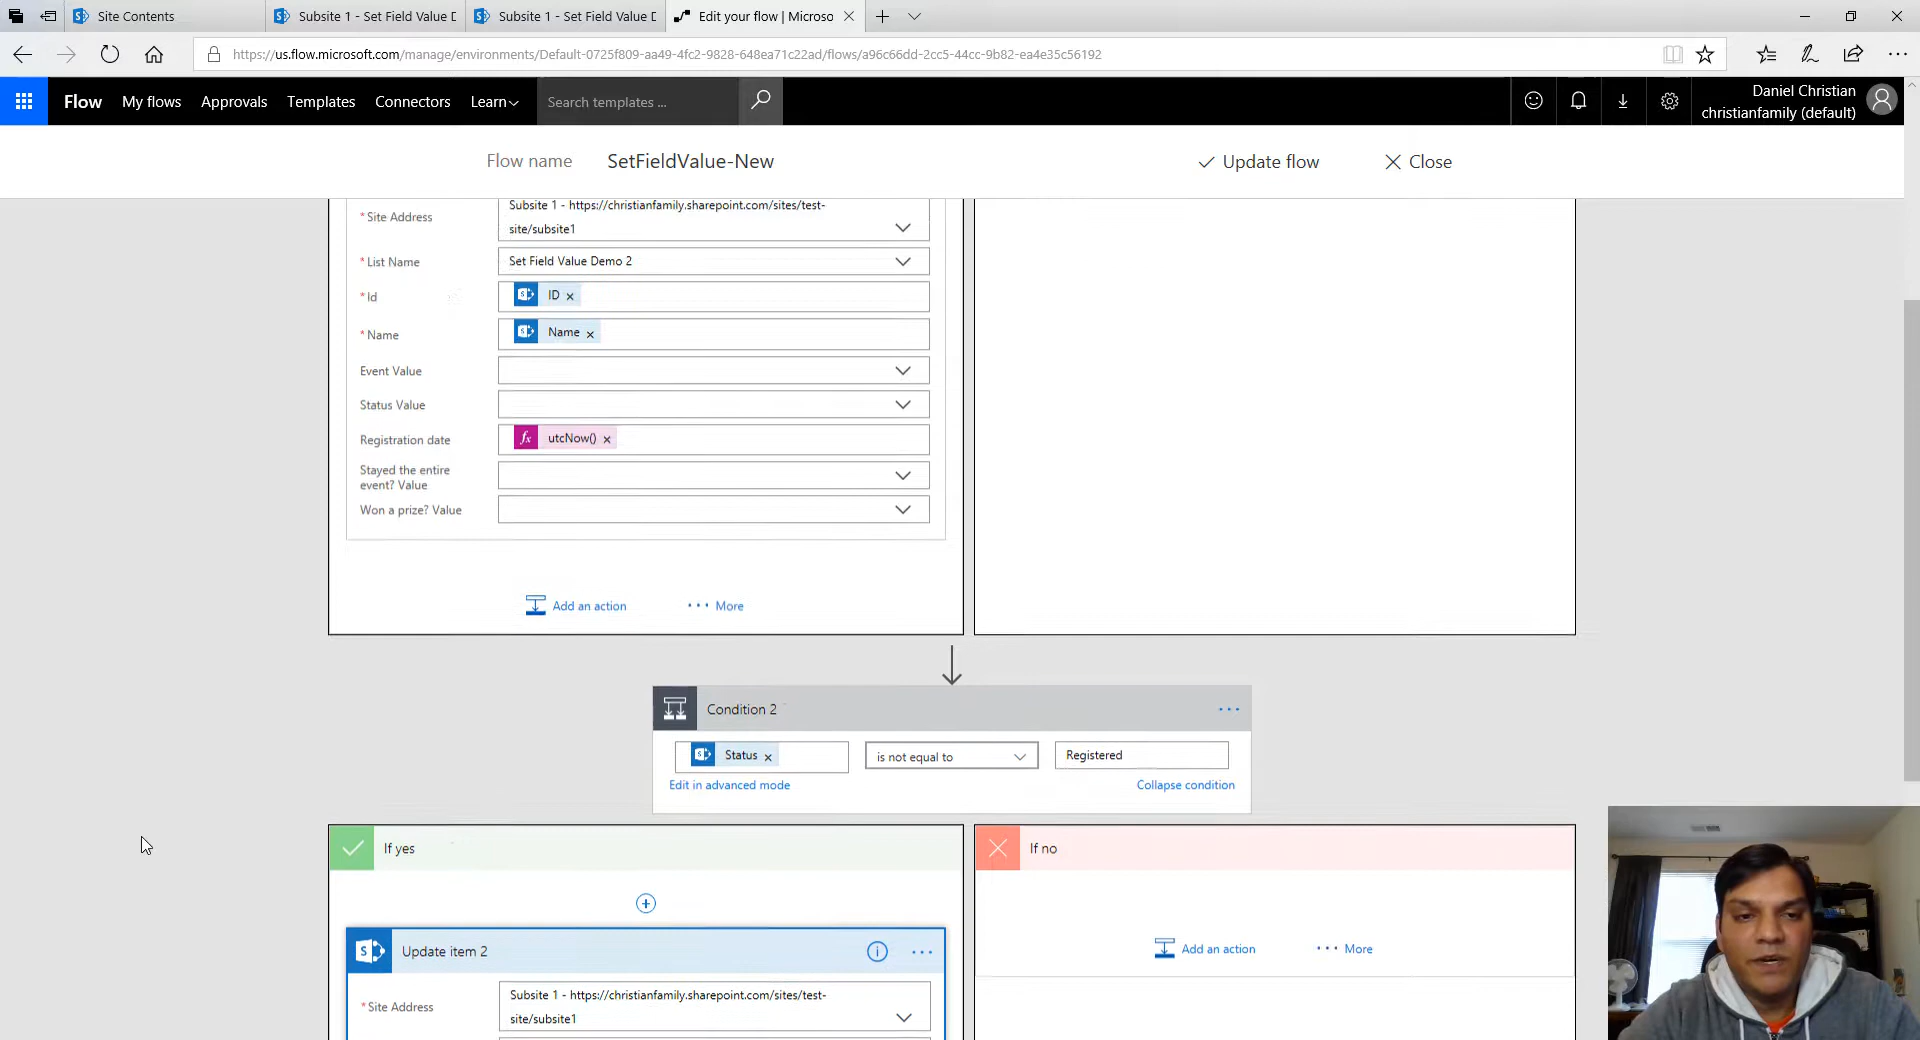 Site Contents
Subsite 1 - Set Field Value D
Subsite 1 - Set Field Value D
Edit your flow | Microso
https://us.flow.microsoft.com/manage/environments/Default-0725f809-aa49-4fc2-9828-648ea71c22ad/flows/a96c66dd-2cc5-44cc-9b82-ea4e35c56192
Flow
My flows
Approvals
Templates
Connectors
Learn
Search templates ...
Daniel Christian
christianfamily (default)
Flow name
SetFieldValue-New
Update flow
Close
* Site Address
Subsite 1 - https://christianfamily.sharepoint.com/sites/test-
site/subsite1
* List Name
Set Field Value Demo 2
* Id
ID
* Name
Name
Event Value
Status Value
Registration date
fx utcNow()
Stayed the entire
event? Value
Won a prize? Value
Add an action
··· More
Condition 2
Status
is not equal to
Registered
Edit in advanced mode
Collapse condition
If yes
If no
Update item 2
Add an action
··· More
* Site Address
Subsite 1 - https://christianfamily.sharepoint.com/sites/test-
site/subsite1